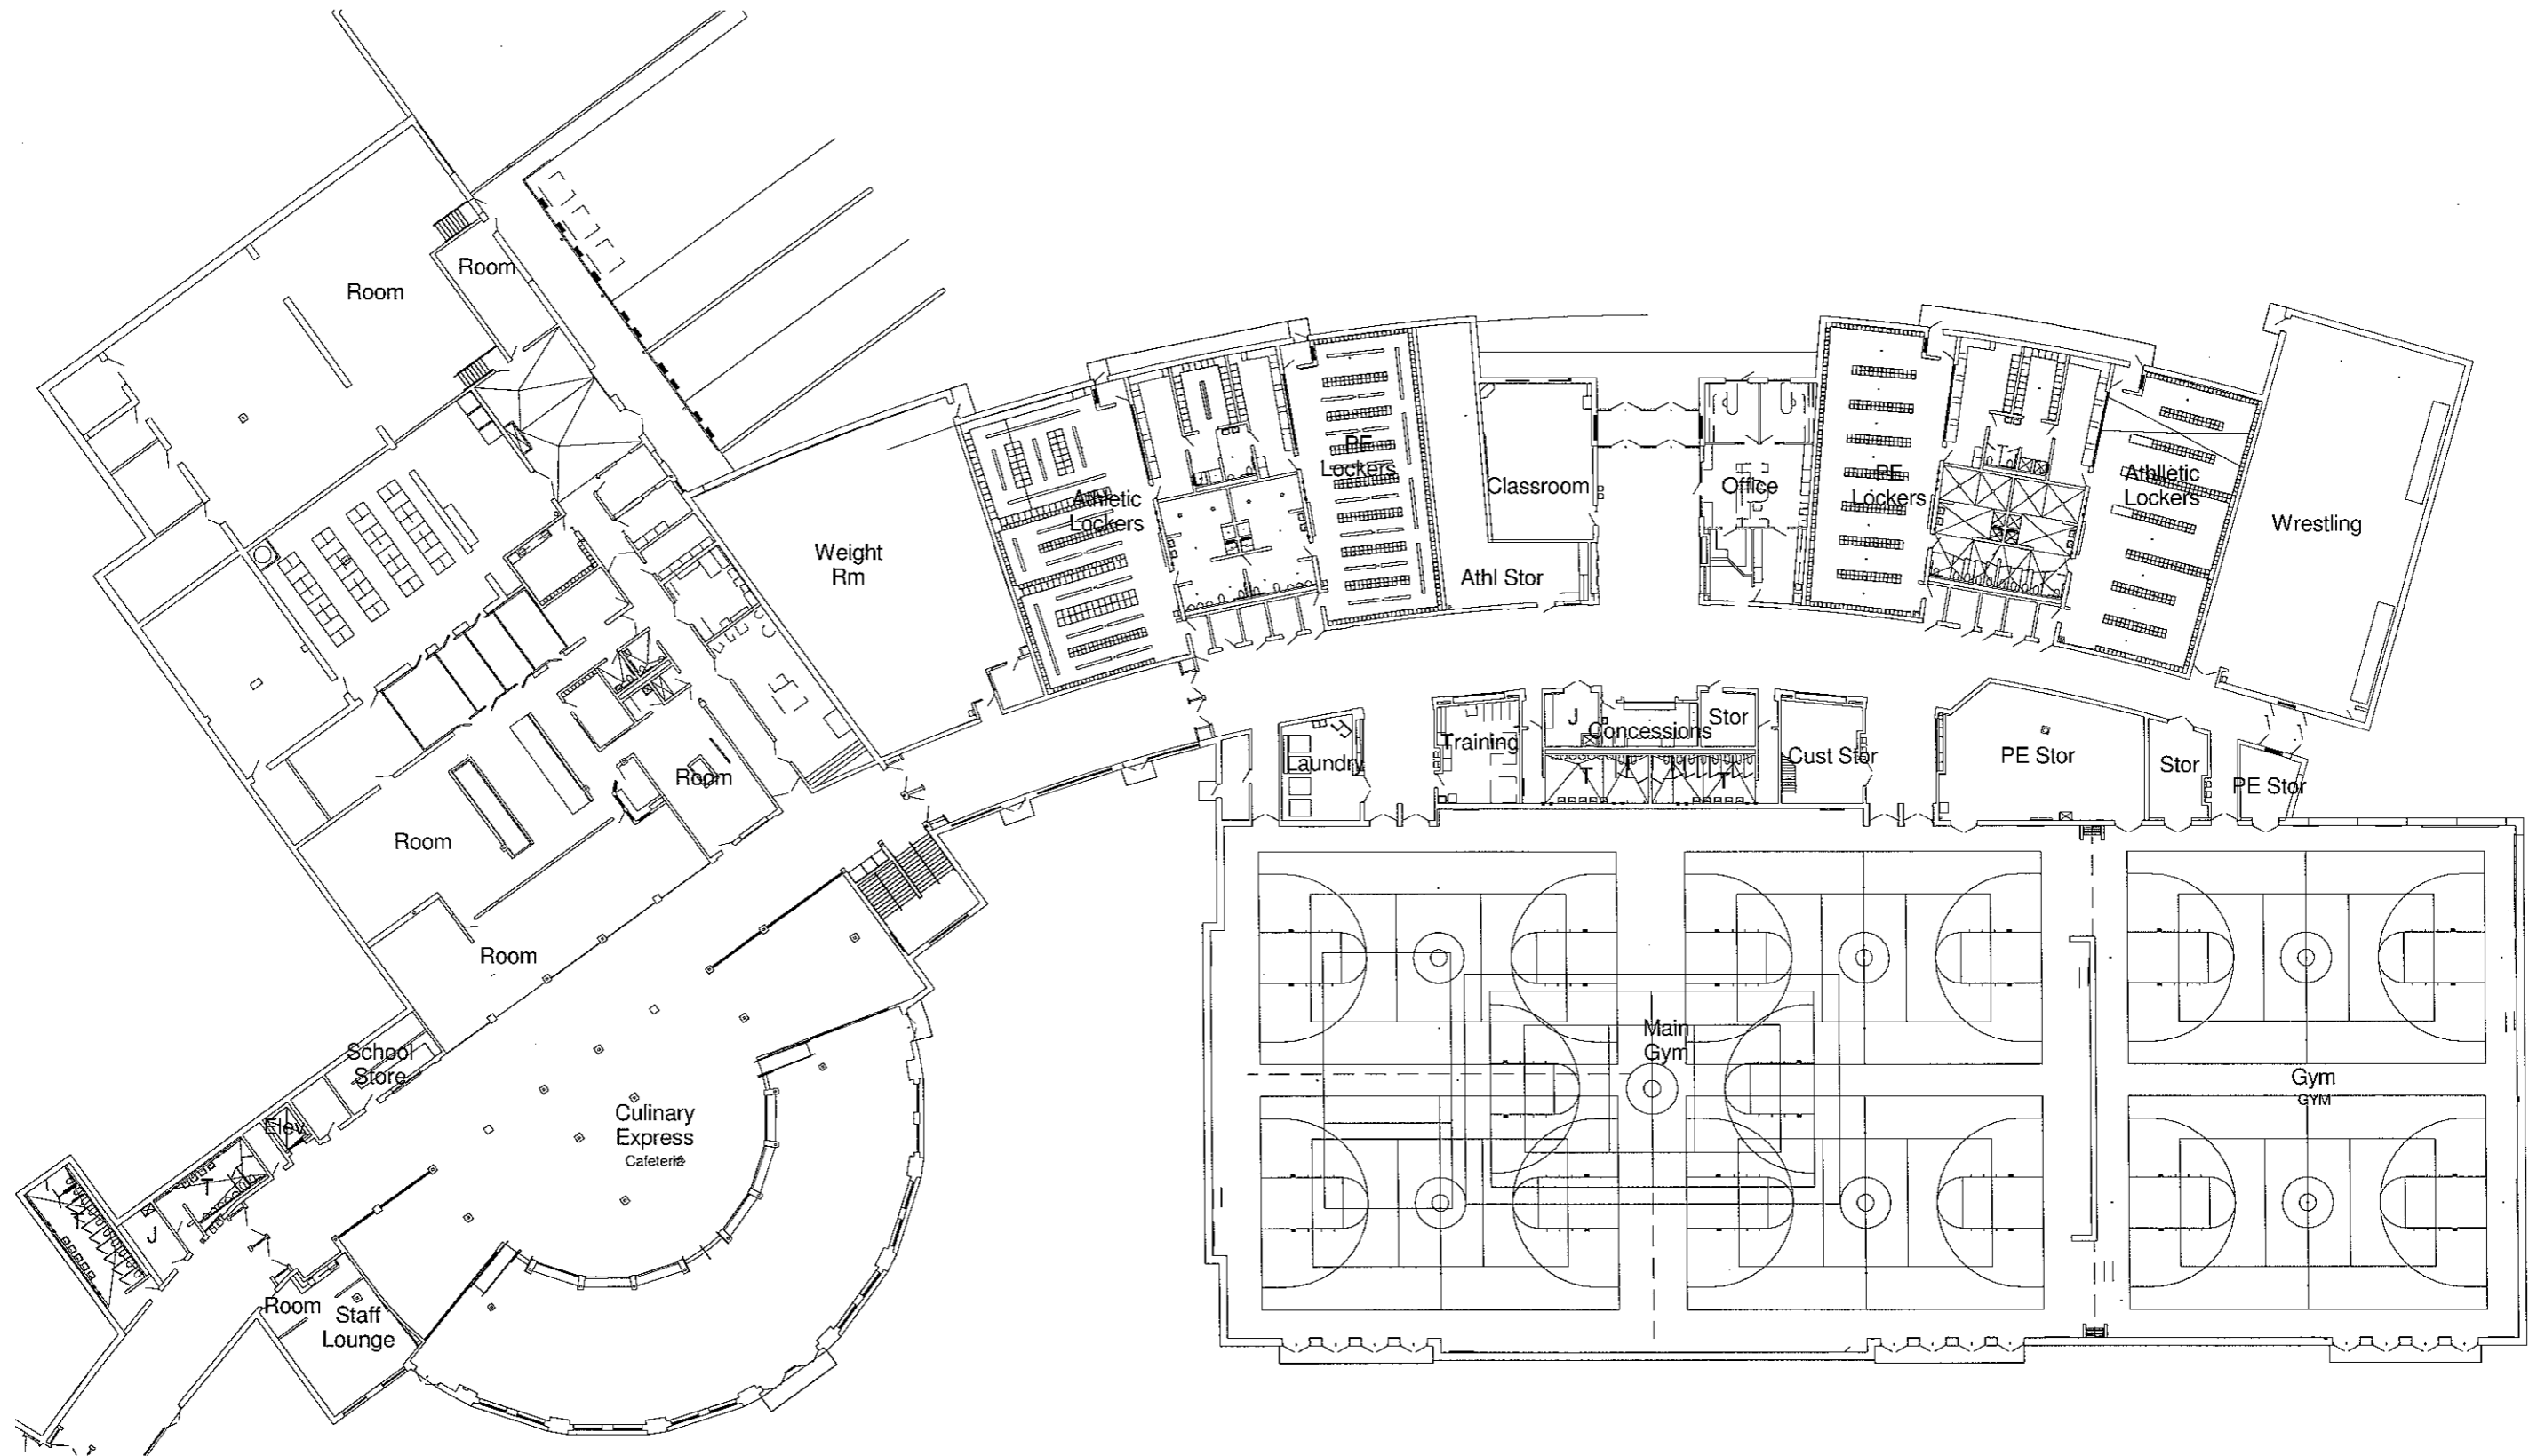 Room
Room
PE
Lockers
Classroom
Office
PE
Lockers
Athlletic
Lockers
Athletic
Lockers
Wrestling
Weight
Rm
Athl Stor
T
J
Concessions
Stor
Training
Laundry
Cust Stor
PE Stor
Stor
PE Stor
T
T
Room
Room
Room
Main
Gym
School
Store
Gym
GYM
Culinary
Express
Cafeteria
Elev
T
T
J
Room
Staff
Lounge